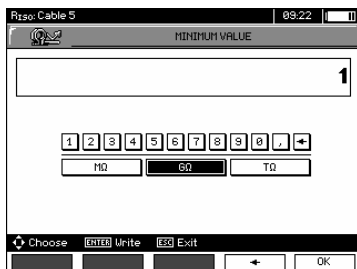 RISO: Cable 5 09:22
MINIMUM VALUE
1
1 2 3 4 5 6 7 8 9 0 , ←
MΩ GΩ TΩ
Choose ENTER Write ESC Exit
← OK